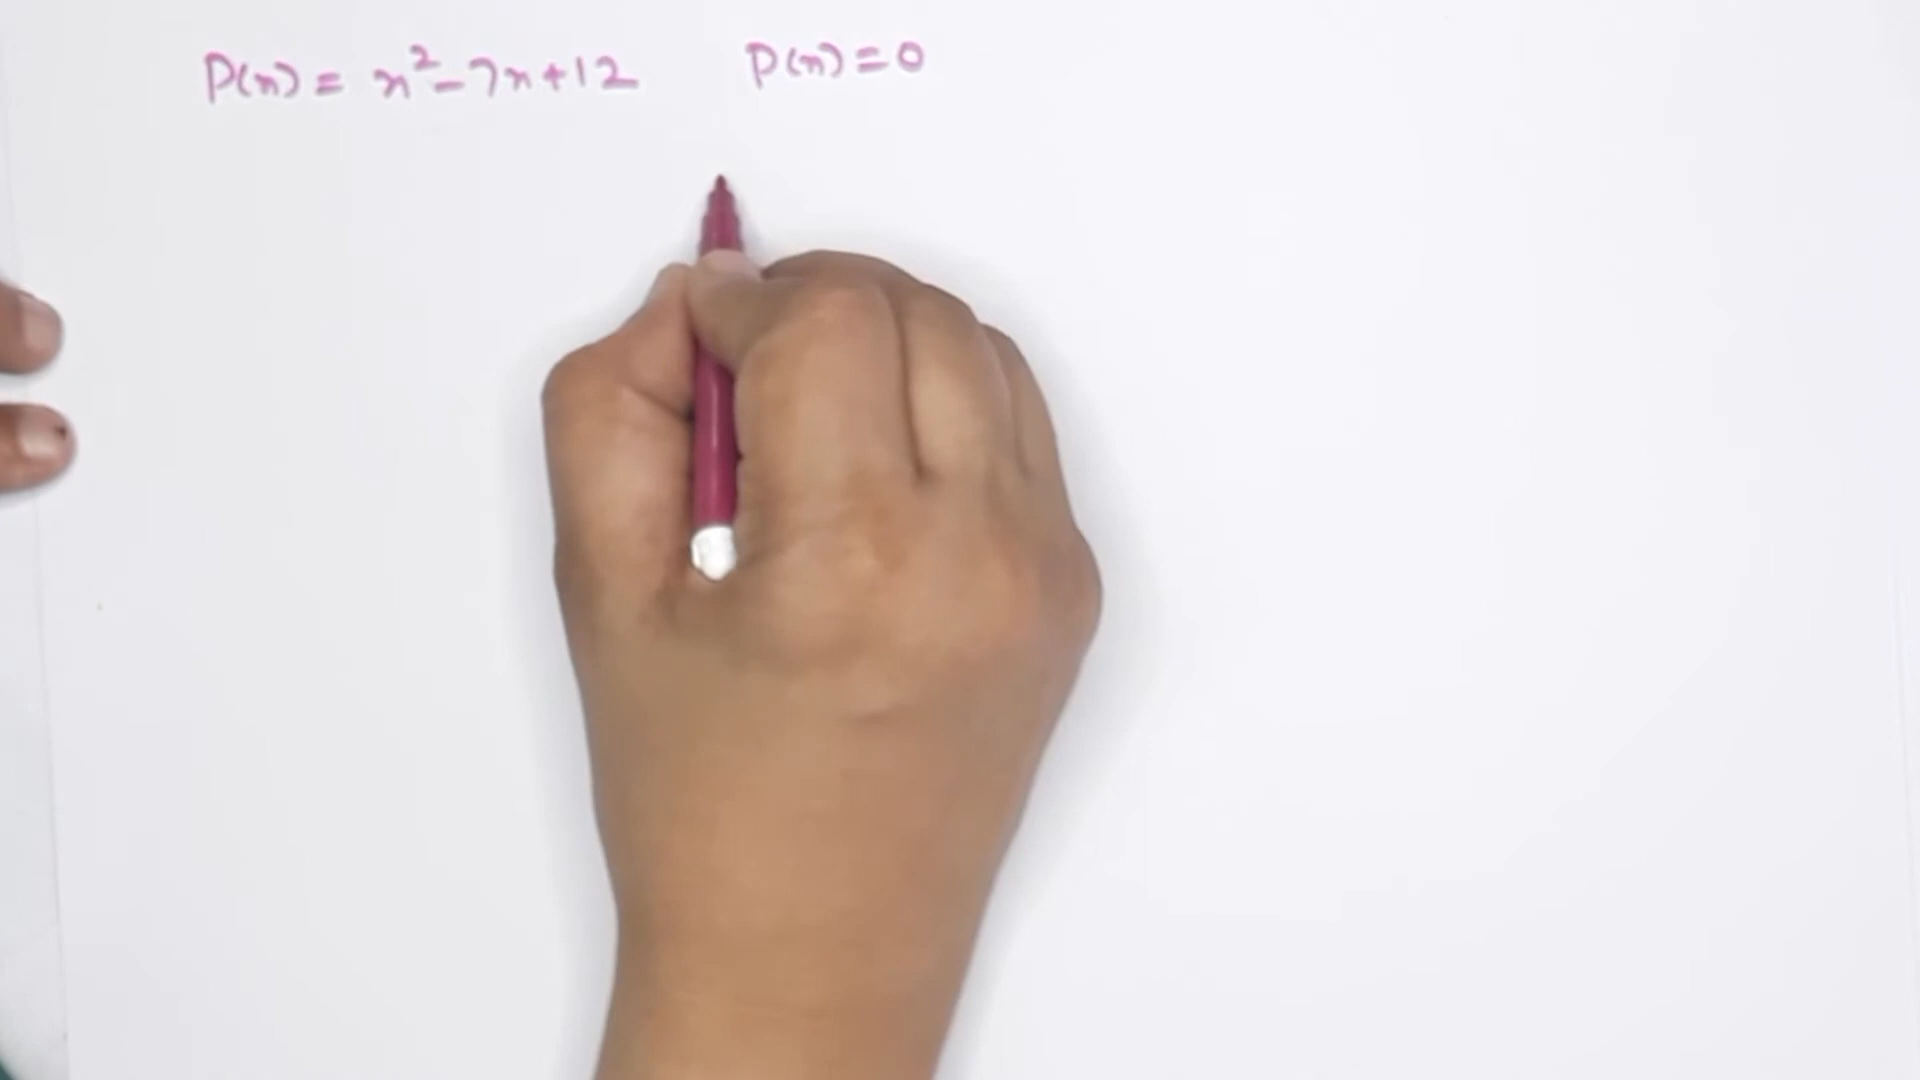 P(x) = x² - 7x + 12 P(x) = 0